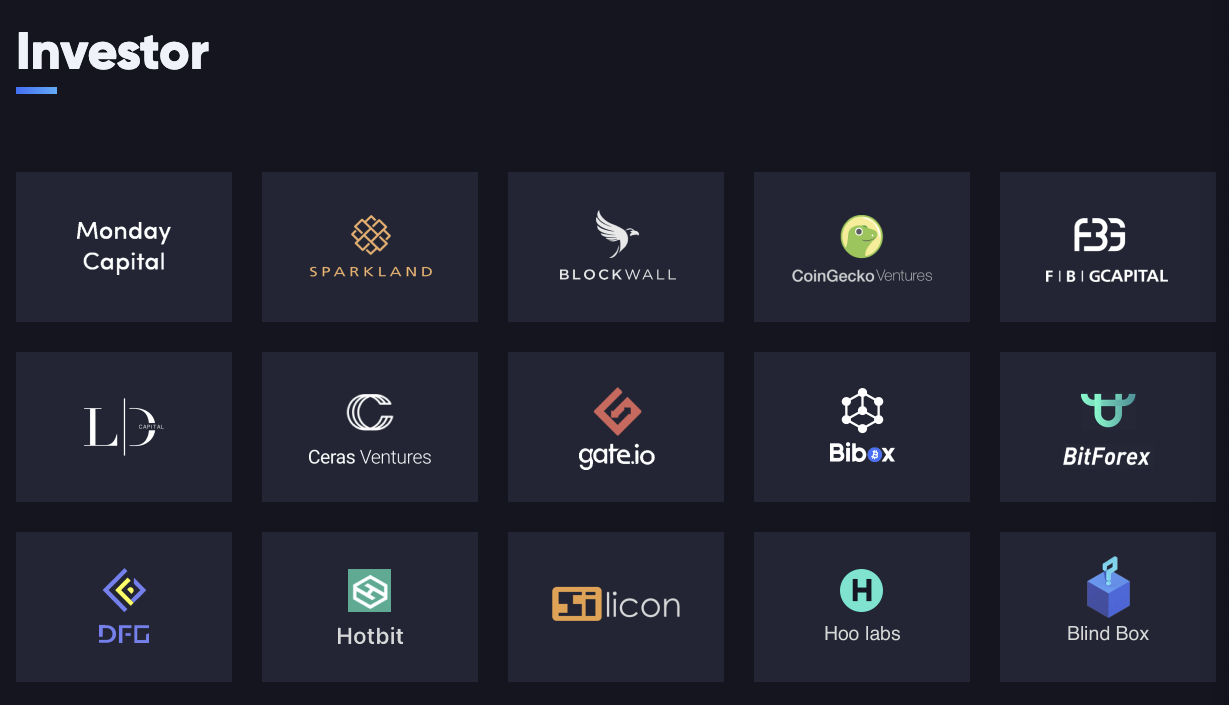 Investor
Monday
Capital
SPARKLAND
BLOCKWALL
CoinGecko Ventures
FBG
F | B | GCAPITAL
LD
CAPITAL
Ceras Ventures
gate.io
Bibox
BitForex
DFG
Hotbit
Silicon
H
Hoo labs
Blind Box